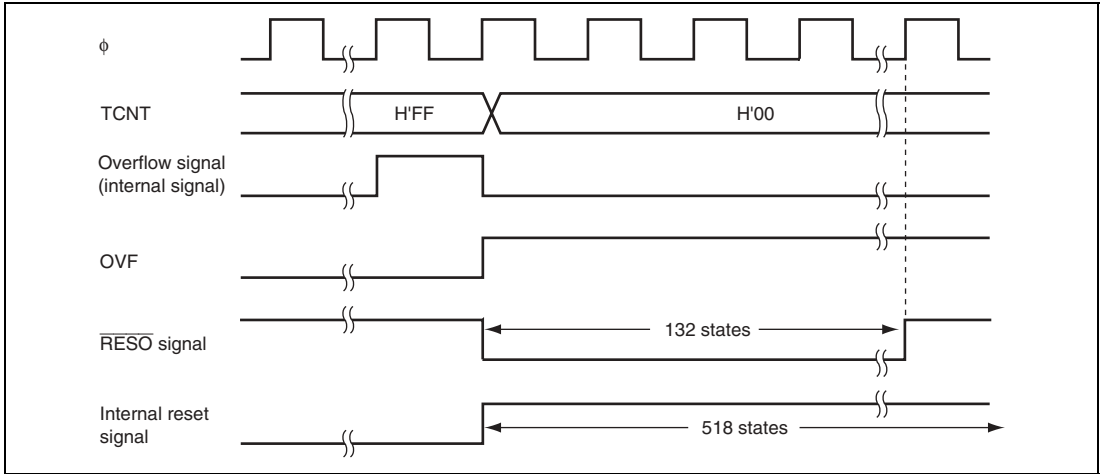 φ
TCNT H'FF H'00
Overflow signal
(internal signal)
OVF
RESO signal 132 states
Internal reset
signal 518 states